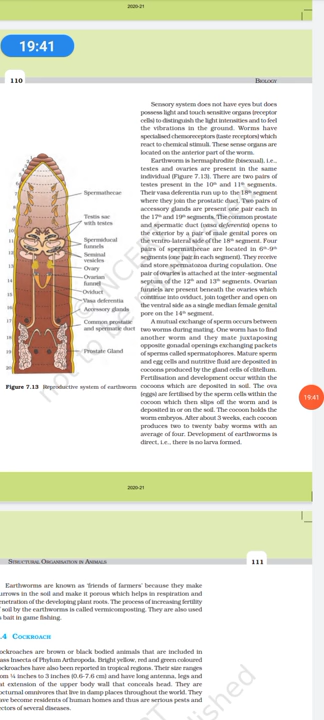 2020-21
19:41
110
BIOLOGY
Sensory system does not have eyes but does
possess light and touch sensitive organs (receptor
cells) to distinguish the light intensities and to feel
the vibrations in the ground. Worms have
specialised chemoreceptors (taste receptors) which
react to chemical stimuli. These sense organs are
located on the anterior part of the worm.
Earthworm is hermaphrodite (bisexual), i.e.,
testes and ovaries are present in the same
individual (Figure 7.13). There are two pairs of
testes present in the 10th and 11th segments.
Their vasa deferentia run up to the 18th segment
where they join the prostatic duct. Two pairs of
accessory glands are present one pair each in
the 17th and 19th segments. The common prostate
and spermatic duct (vasa deferentia) opens to
the exterior by a pair of male genital pores on
the ventro-lateral side of the 18th segment. Four
pairs of spermathecae are located in 6th-9th
segments (one pair in each segment). They receive
and store spermatozoa during copulation. One
pair of ovaries is attached at the inter-segmental
septum of the 12th and 13th segments. Ovarian
funnels are present beneath the ovaries which
continue into oviduct, join together and open on
the ventral side as a single median female genital
pore on the 14th segment.
A mutual exchange of sperm occurs between
two worms during mating. One worm has to find
another worm and they mate juxtaposing
opposite gonadal openings exchanging packets
of sperms called spermatophores. Mature sperm
and egg cells and nutritive fluid are deposited in
cocoons produced by the gland cells of clitellum.
Fertilisation and development occur within the
cocoons which are deposited in soil. The ova
(eggs) are fertilised by the sperm cells within the
cocoon which then slips off the worm and is
deposited in or on the soil. The cocoon holds the
worm embryos. After about 3 weeks, each cocoon
produces two to twenty baby worms with an
average of four. Development of earthworms is
direct, i.e., there is no larva formed.
Spermathecae
Testis sac
with testes
Spermiducal
funnels
Seminal
vesicles
Ovary
Ovarian
funnel
Oviduct
Vasa deferentia
Accessory glands
Common prostatic
and spermatic duct
Prostate Gland
Figure 7.13 Reproductive system of earthworm
19:41
2020-21
STRUCTURAL ORGANISATION IN ANIMALS
111
Earthworms are known as 'friends of farmers' because they make
urrows in the soil and make it porous which helps in respiration and
enetration of the developing plant roots. The process of increasing fertility
f soil by the earthworms is called vermicomposting. They are also used
s bait in game fishing.
.4 COCKROACH
ockroaches are brown or black bodied animals that are included in
ass Insecta of Phylum Arthropoda. Bright yellow, red and green coloured
ockroaches have also been reported in tropical regions. Their size ranges
om ¼ inches to 3 inches (0.6-7.6 cm) and have long antenna, legs and
at extension of the upper body wall that conceals head. They are
octurnal omnivores that live in damp places throughout the world. They
ave become residents of human homes and thus are serious pests and
ectors of several diseases.